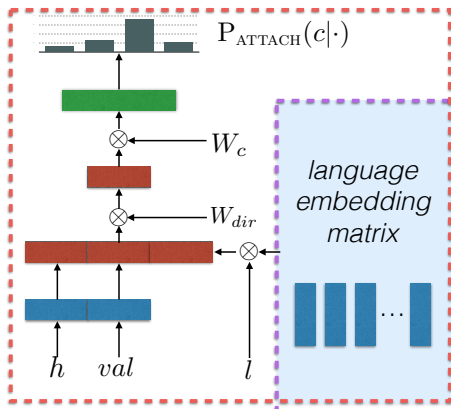 P_ATTACH(c|·)
W_c
W_dir
language
embedding
matrix
...
h
val
l